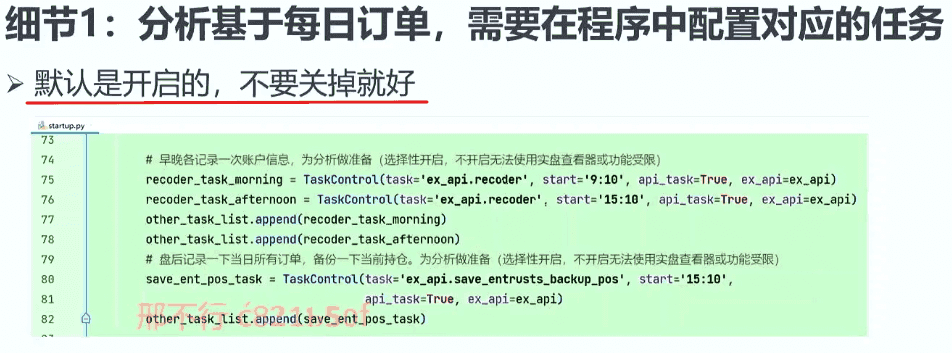 细节1：分析基于每日订单，需要在程序中配置对应的任务
➢ 默认是开启的，不要关掉就好
startup.py
73
74 # 早晚各记录一次账户信息，为分析做准备（选择性开启，不开启无法使用实盘查看器或功能受限）
75 recoder_task_morning = TaskControl(task='ex_api.recoder', start='9:10', api_task=True, ex_api=ex_api)
76 recoder_task_afternoon = TaskControl(task='ex_api.recoder', start='15:10', api_task=True, ex_api=ex_api)
77 other_task_list.append(recoder_task_morning)
78 other_task_list.append(recoder_task_afternoon)
79 # 盘后记录一下当日所有订单，备份一下当前持仓。为分析做准备（选择性开启，不开启无法使用实盘查看器或功能受限）
80 save_ent_pos_task = TaskControl(task='ex_api.save_entrusts_backup_pos', start='15:10',
81 api_task=True, ex_api=ex_api)
82 other_task_list.append(save_ent_pos_task)
邢不行